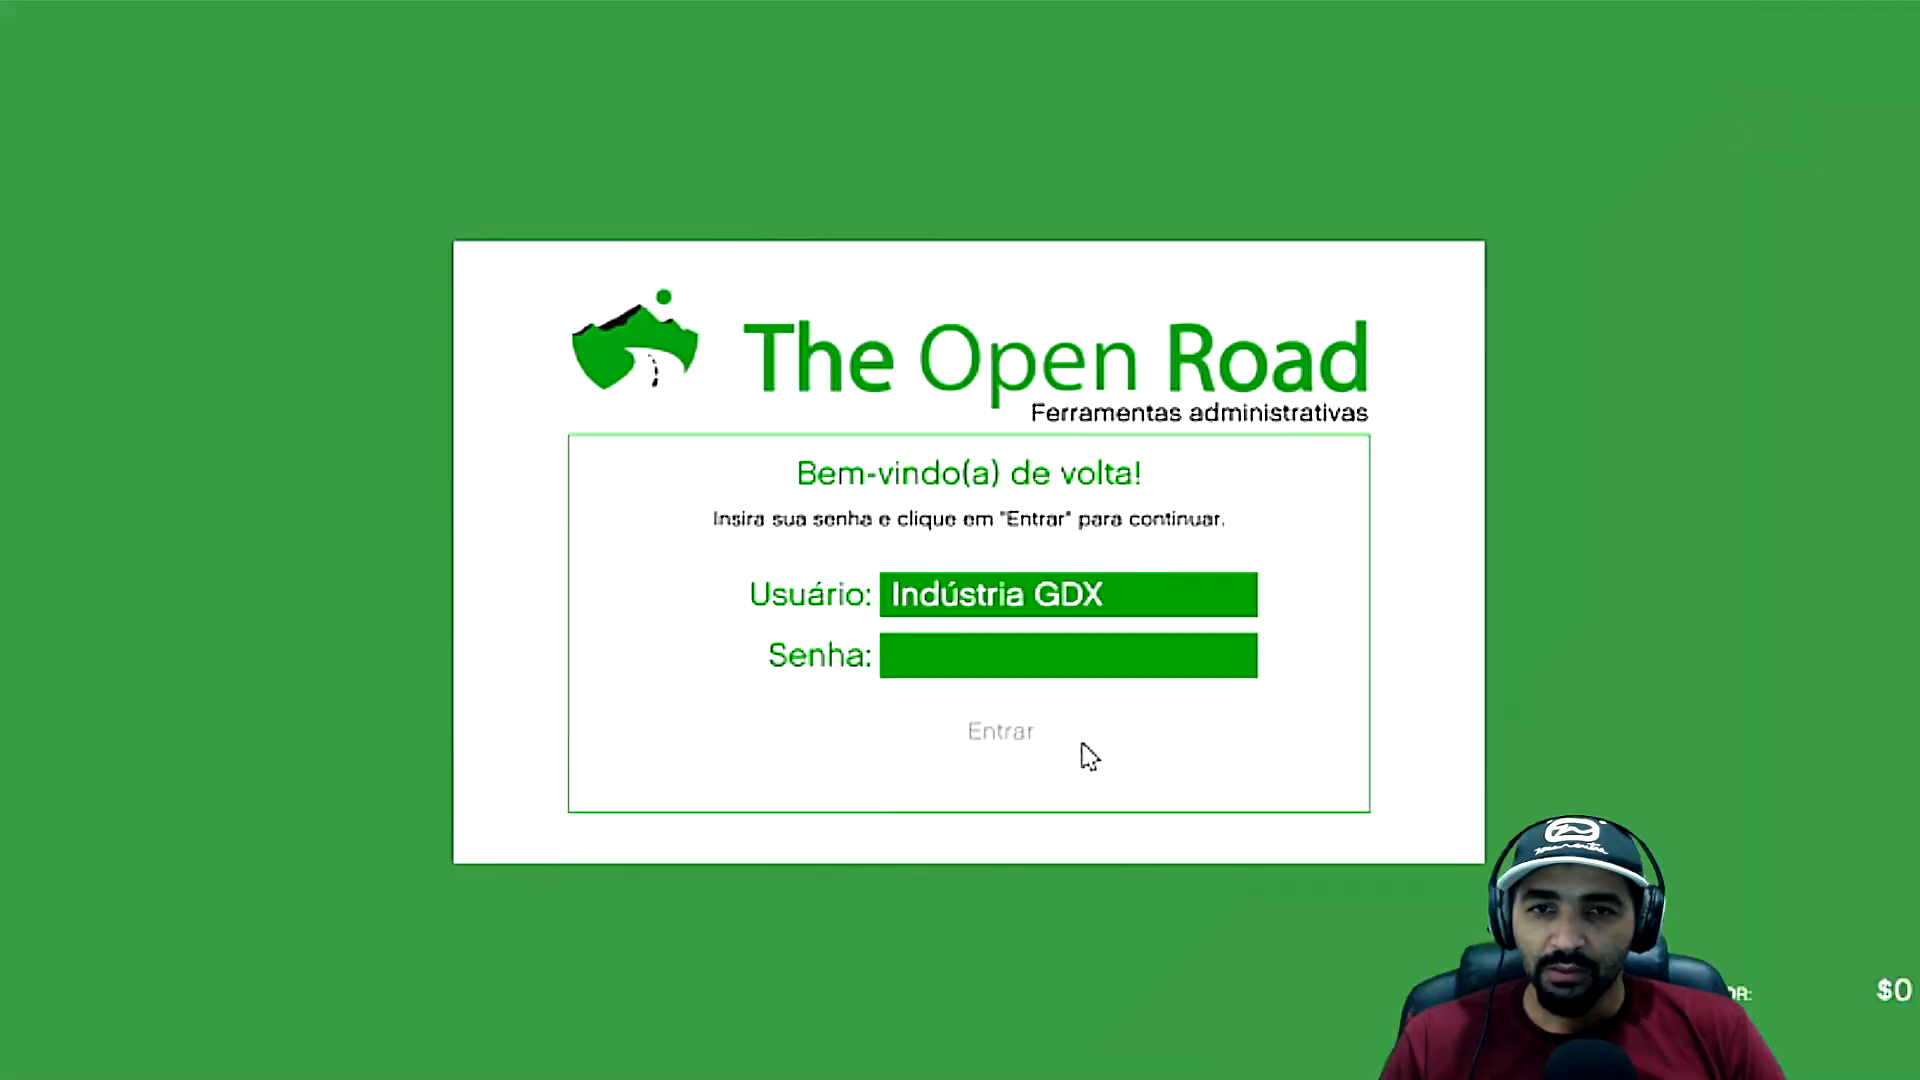 The Open Road
Ferramentas administrativas
Bem-vindo(a) de volta!
Insira sua senha e clique em "Entrar" para continuar.
Usuário: Indústria GDX
Senha:
Entrar
$0